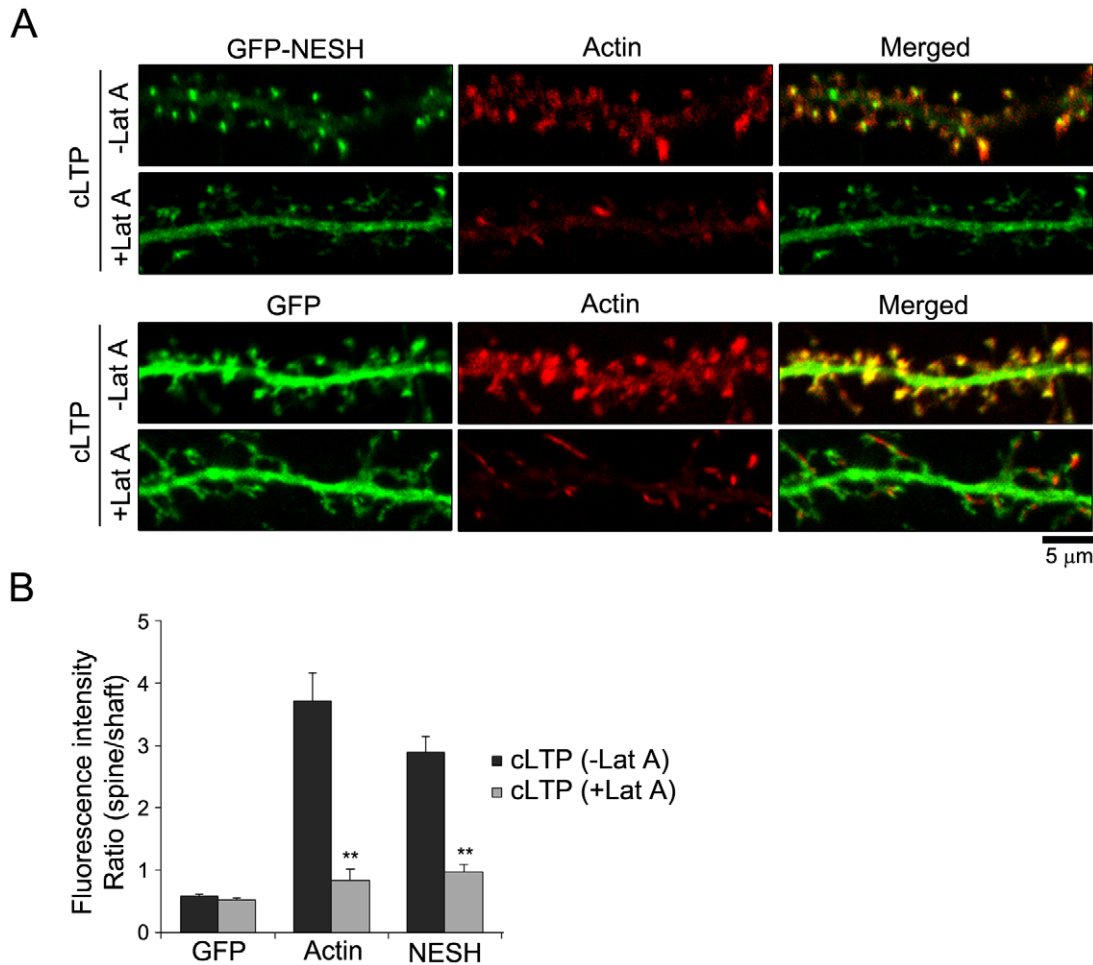 A
GFP-NESH Actin Merged
cLTP
-Lat A
+Lat A
GFP Actin Merged
cLTP
-Lat A
+Lat A
5 μm
B
Fluorescence intensity
Ratio (spine/shaft)
5
4
3
2
1
0
**
**
cLTP (-Lat A)
cLTP (+Lat A)
GFP Actin NESH